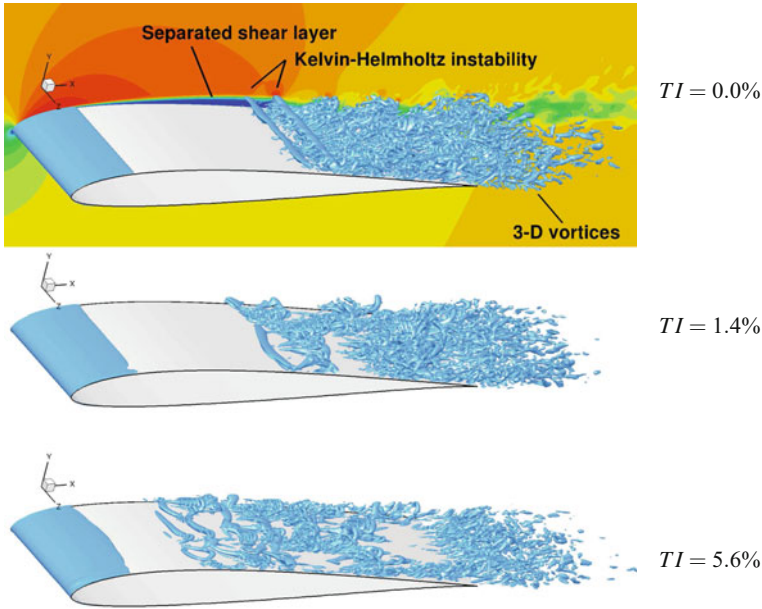 Separated shear layer
Kelvin-Helmholtz instability
Y
X
Z
TI = 0.0%
3-D vortices
Y
X
Z
TI = 1.4%
Y
X
Z
TI = 5.6%